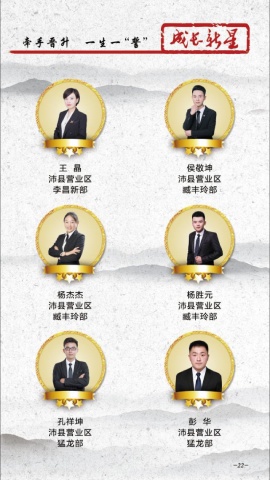 牵手晋升 一生一“誓”
成长新星
王 晶
沛县营业区
李昌新部
侯敬坤
沛县营业区
臧丰玲部
杨杰杰
沛县营业区
臧丰玲部
杨胜元
沛县营业区
臧丰玲部
孔祥坤
沛县营业区
猛龙部
彭 华
沛县营业区
猛龙部
-22-